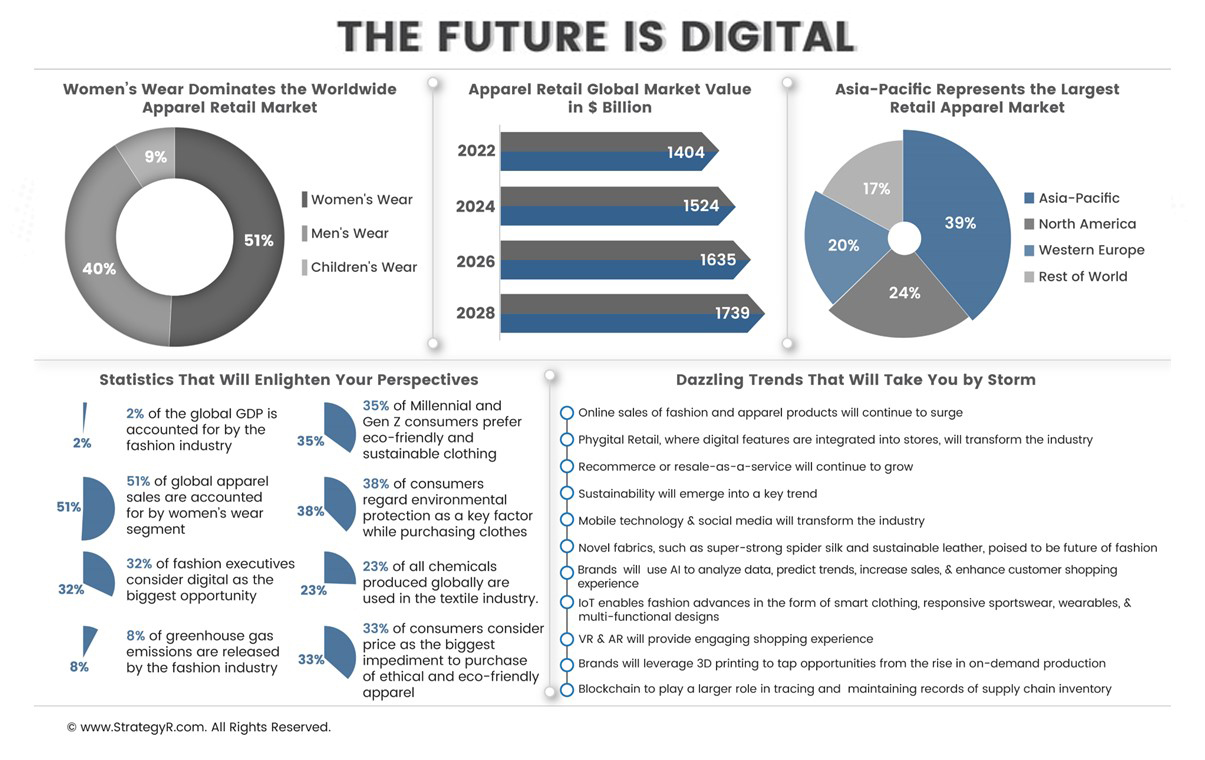 THE FUTURE IS DIGITAL
Women's Wear Dominates the Worldwide
Apparel Retail Market
9%
51%
40%
Women's Wear
Men's Wear
Children's Wear
Apparel Retail Global Market Value
in $ Billion
2022
1404
2024
1524
2026
1635
2028
1739
Asia-Pacific Represents the Largest
Retail Apparel Market
17%
39%
20%
24%
Asia-Pacific
North America
Western Europe
Rest of World
Statistics That Will Enlighten Your Perspectives
2%
2% of the global GDP is
accounted for by the
fashion industry
51%
51% of global apparel
sales are accounted
for by women's wear
segment
32%
32% of fashion executives
consider digital as the
biggest opportunity
8%
8% of greenhouse gas
emissions are released
by the fashion industry
35%
35% of Millennial and
Gen Z consumers prefer
eco-friendly and
sustainable clothing
38%
38% of consumers
regard environmental
protection as a key factor
while purchasing clothes
23%
23% of all chemicals
produced globally are
used in the textile industry.
33%
33% of consumers consider
price as the biggest
impediment to purchase
of ethical and eco-friendly
apparel
Dazzling Trends That Will Take You by Storm
Online sales of fashion and apparel products will continue to surge
Phygital Retail, where digital features are integrated into stores, will transform the industry
Recommerce or resale-as-a-service will continue to grow
Sustainability will emerge into a key trend
Mobile technology & social media will transform the industry
Novel fabrics, such as super-strong spider silk and sustainable leather, poised to be future of fashion
Brands will use AI to analyze data, predict trends, increase sales, & enhance customer shopping
experience
IoT enables fashion advances in the form of smart clothing, responsive sportswear, wearables, &
multi-functional designs
VR & AR will provide engaging shopping experience
Brands will leverage 3D printing to tap opportunities from the rise in on-demand production
Blockchain to play a larger role in tracing and maintaining records of supply chain inventory
© www.StrategyR.com. All Rights Reserved.